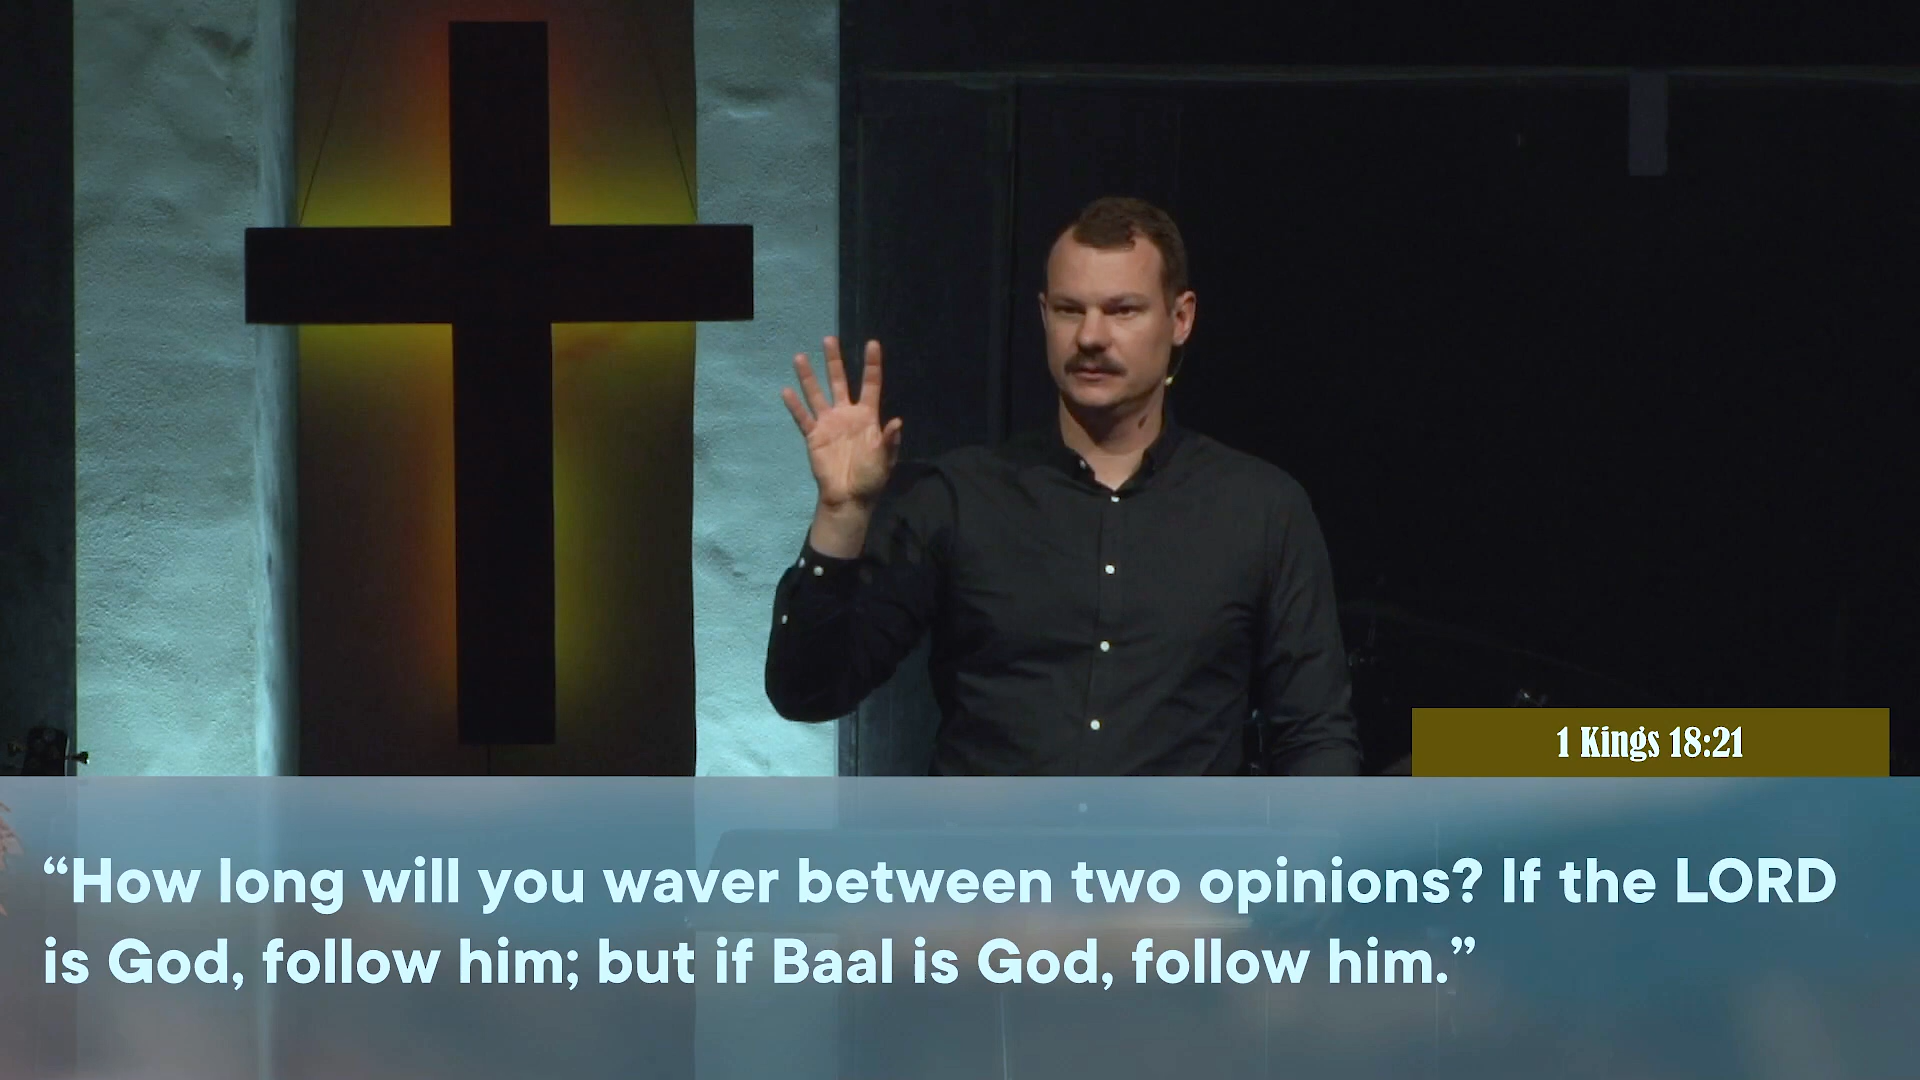 1 Kings 18:21
“How long will you waver between two opinions? If the LORD
is God, follow him; but if Baal is God, follow him.”